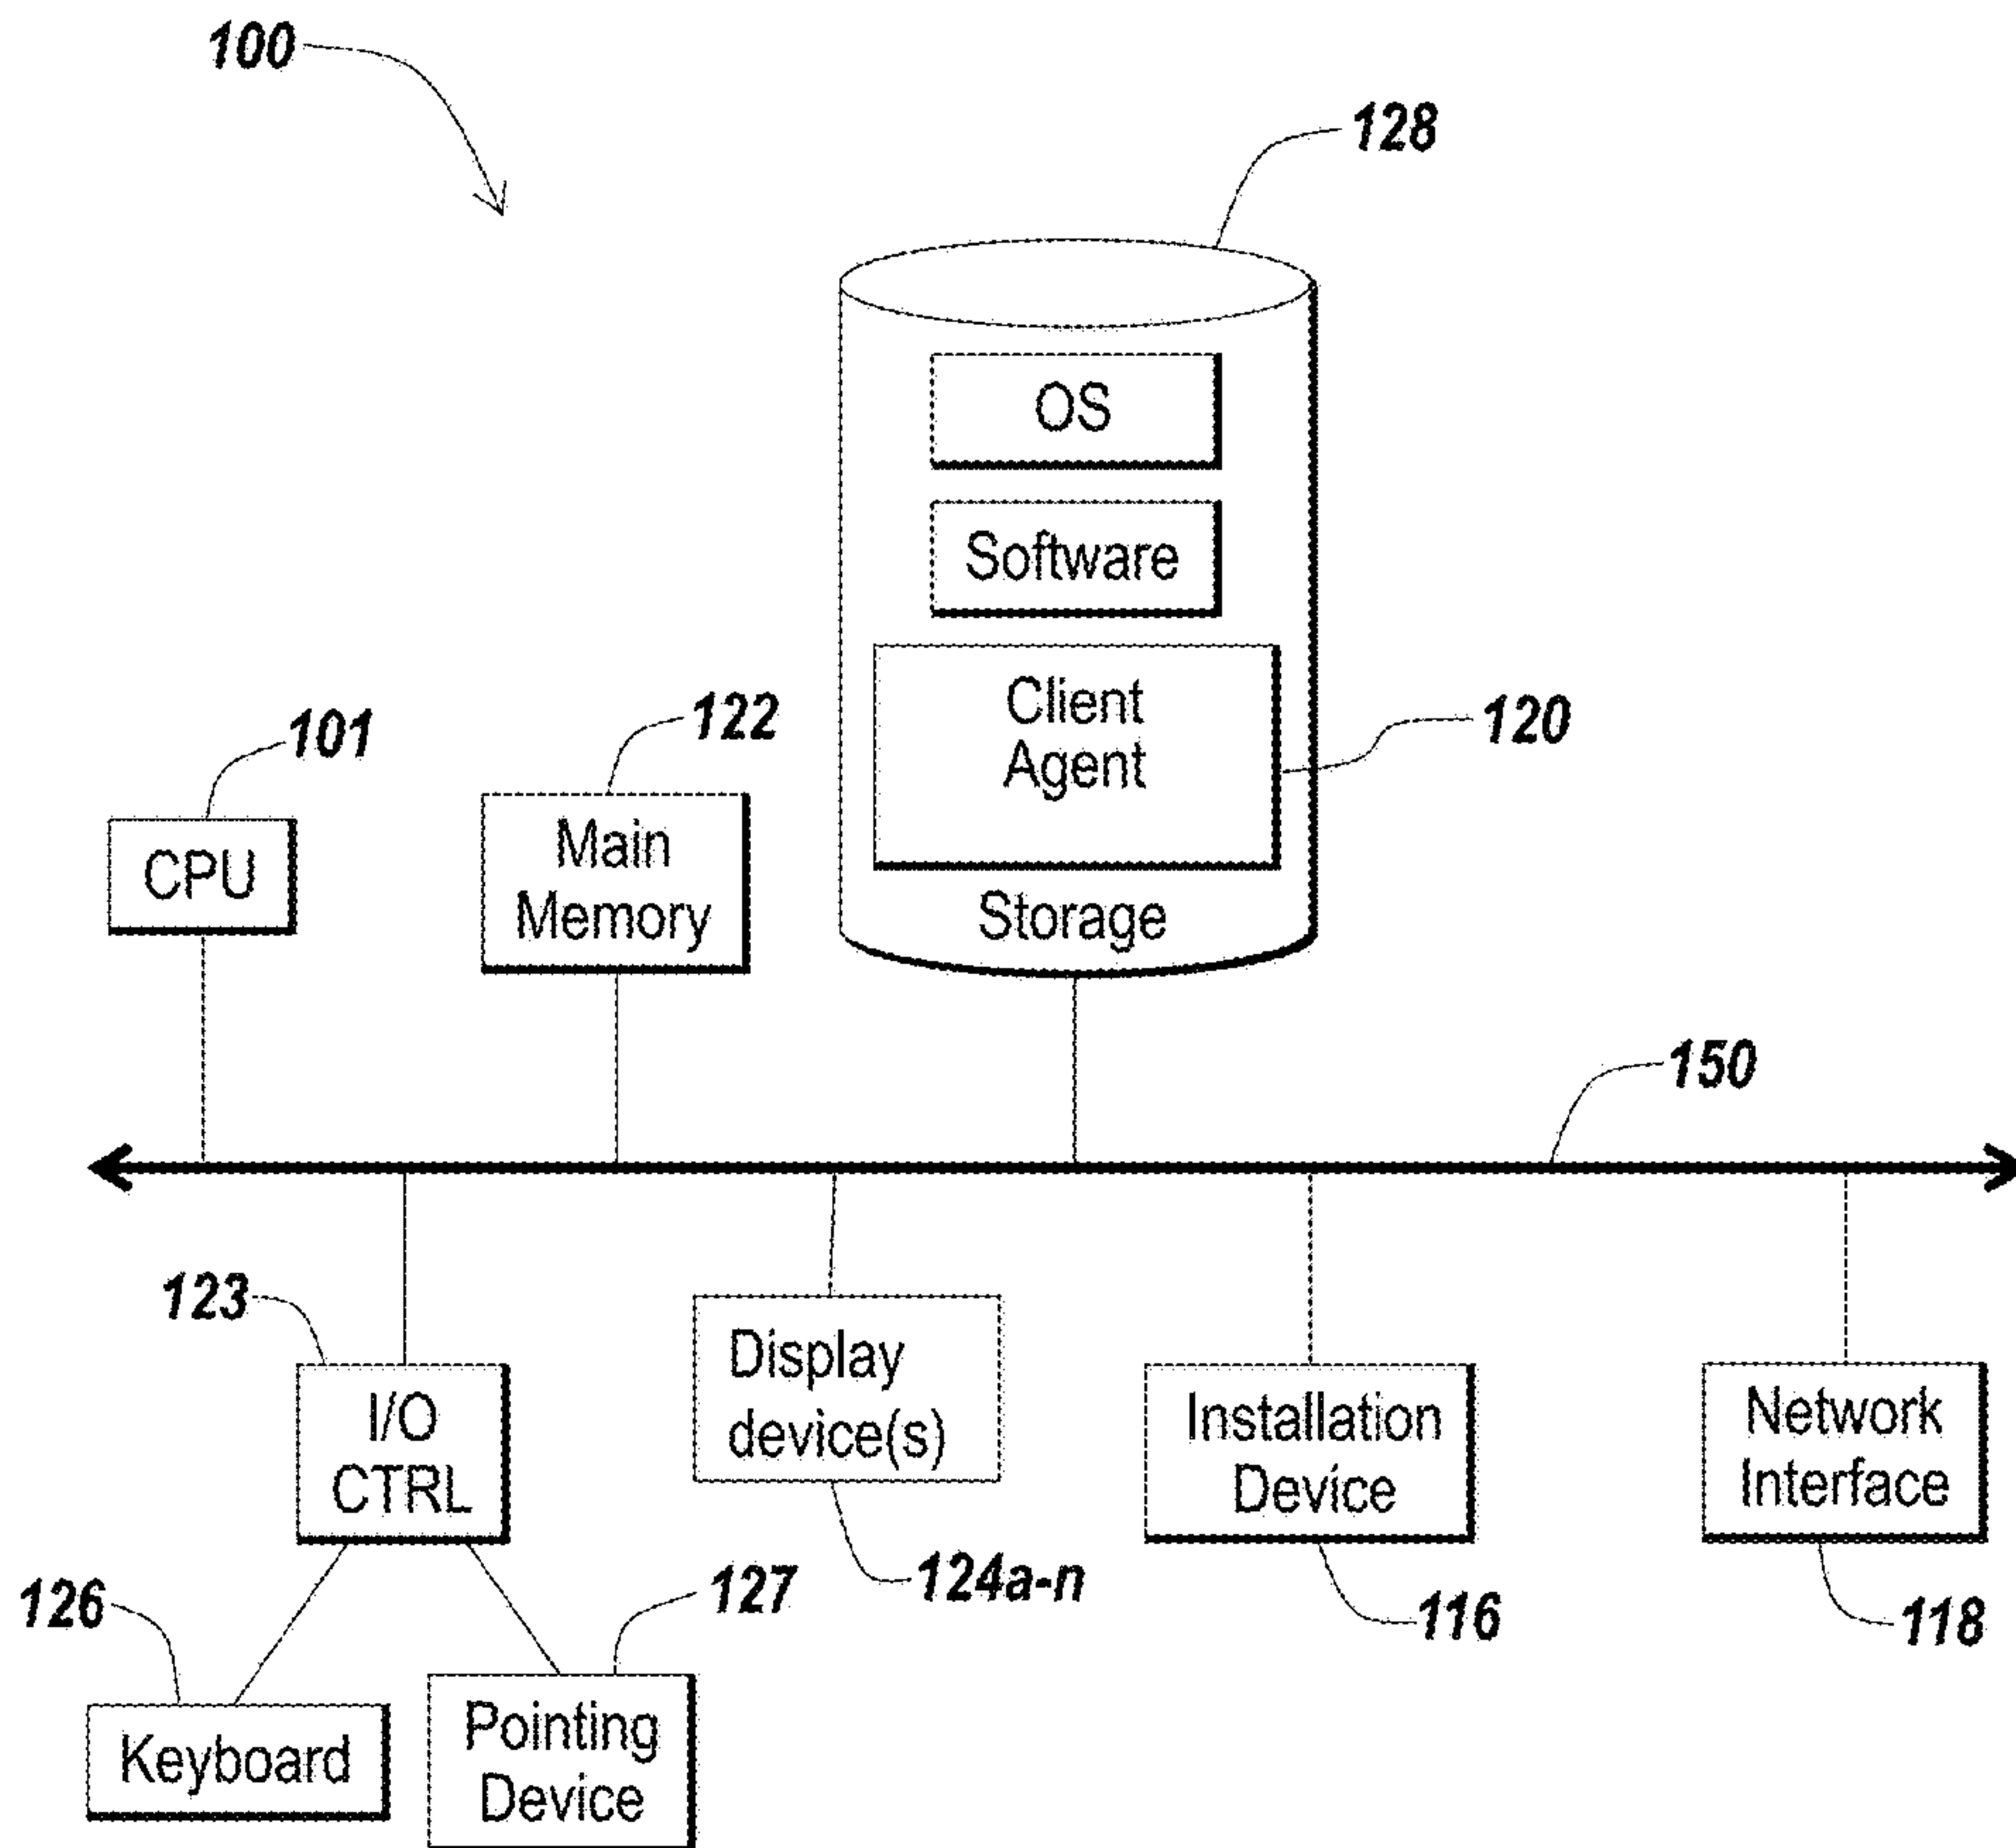 100
128
OS
Software
Client
Agent
120
Storage
101
CPU
122
Main
Memory
150
123
I/O
CTRL
Display
device(s)
124a-n
Installation
Device
116
Network
Interface
118
126
Keyboard
127
Pointing
Device